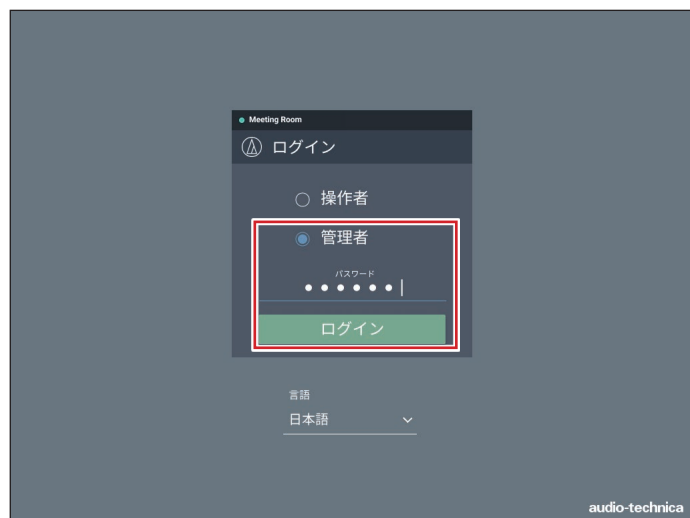 Meeting Room
ログイン
操作者
管理者
パスワード
ログイン
言語
日本語
audio-technica